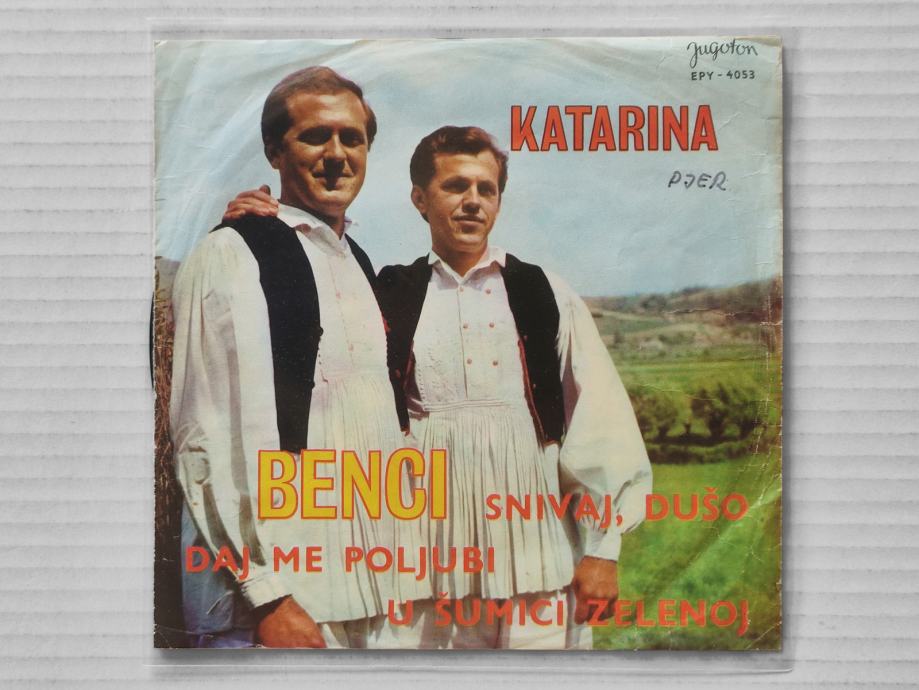 Jugoton
EPY - 4053
KATARINA
PJER
BENCI
SNIVAJ, DUŠO
DAJ ME POLJUBI
U ŠUMICI ZELENOJ